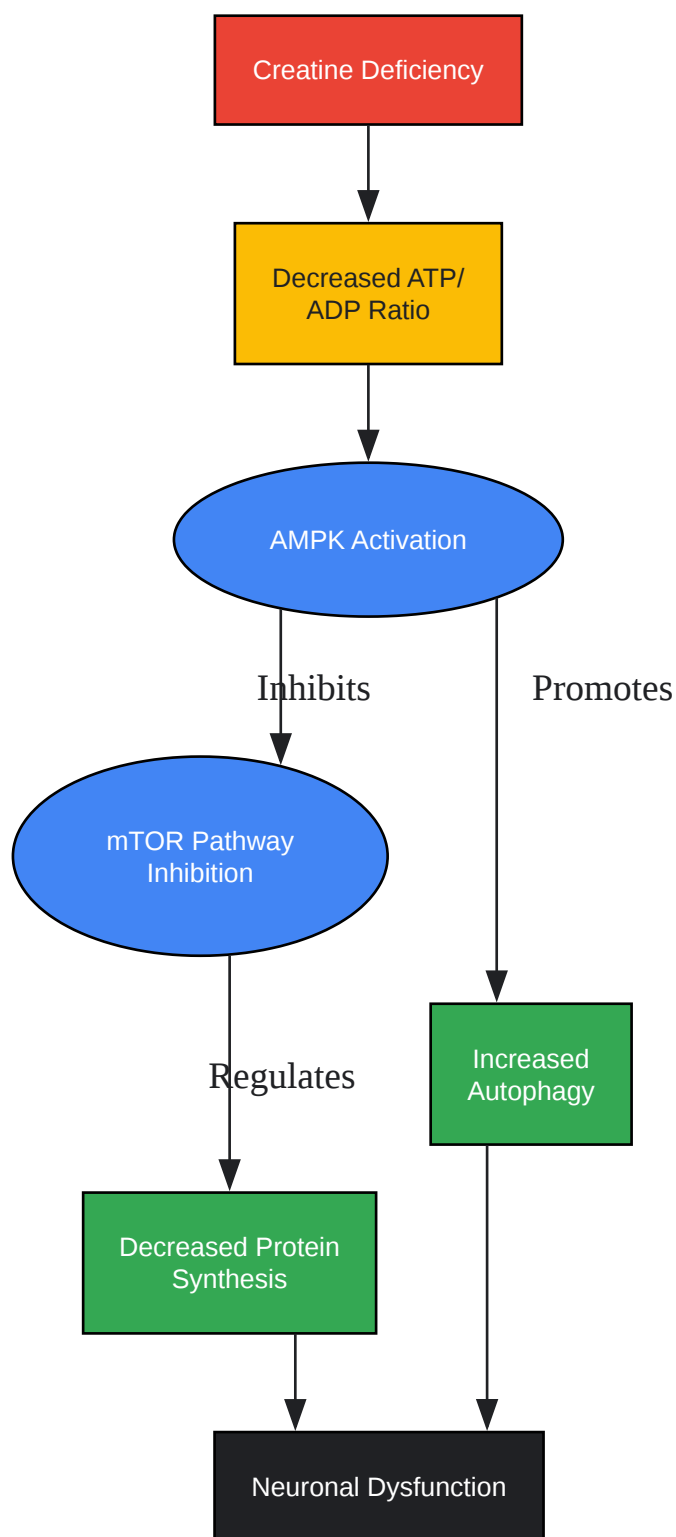 Creatine Deficiency
Decreased ATP/
ADP Ratio
AMPK Activation
Inhibits
Promotes
mTOR Pathway
Inhibition
Increased
Autophagy
Regulates
Decreased Protein
Synthesis
Neuronal Dysfunction